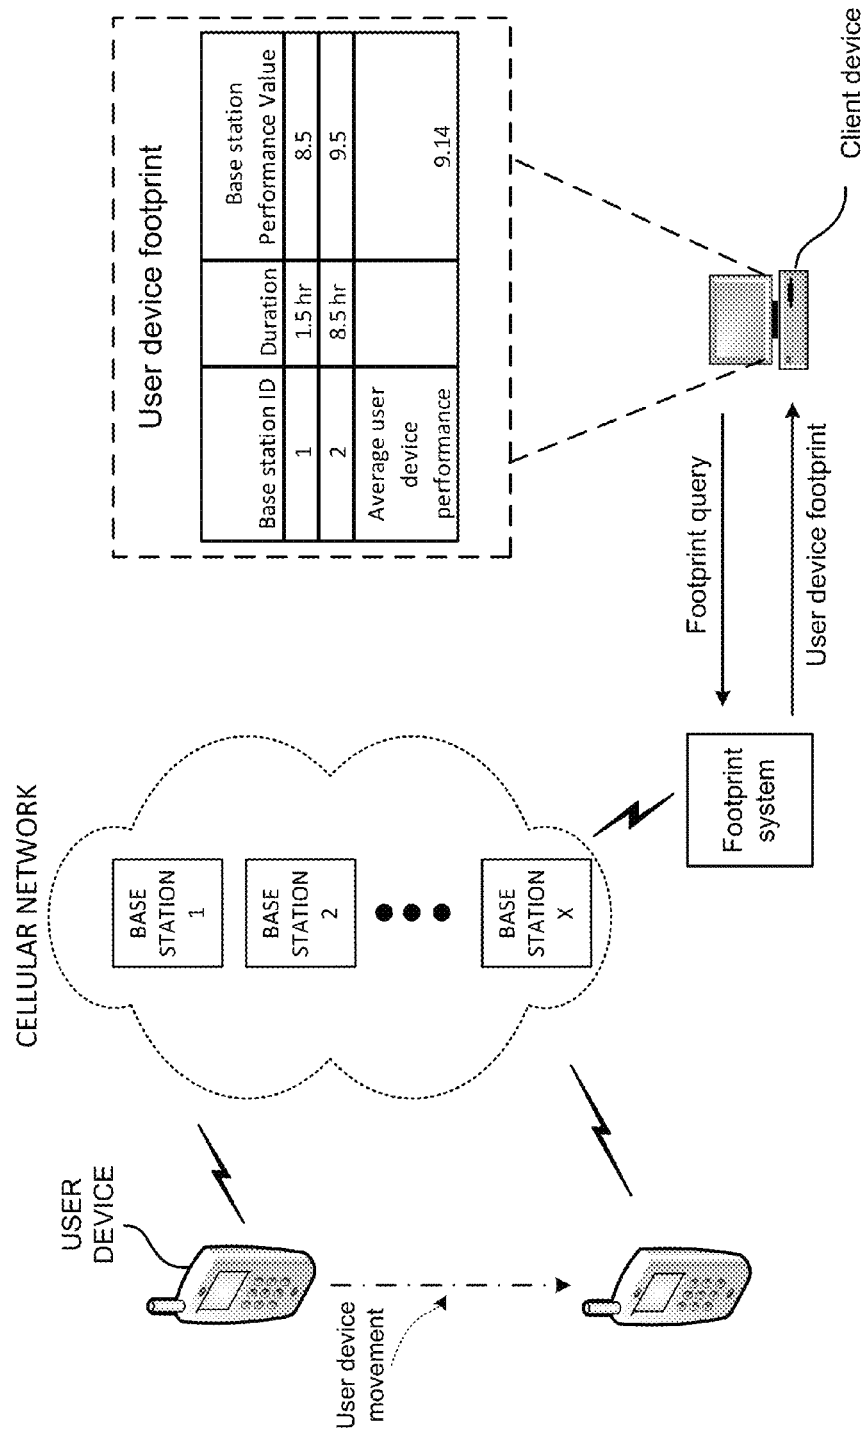 CELLULAR NETWORK
USER
DEVICE
BASE
STATION
1
BASE
STATION
2
BASE
STATION
X
User device
movement
Footprint
system
Footprint query
User device footprint
Client device
User device footprint
Base station ID Duration Base station
Performance Value
1 1.5 hr 8.5
2 8.5 hr 9.5
Average user
device
performance 9.14